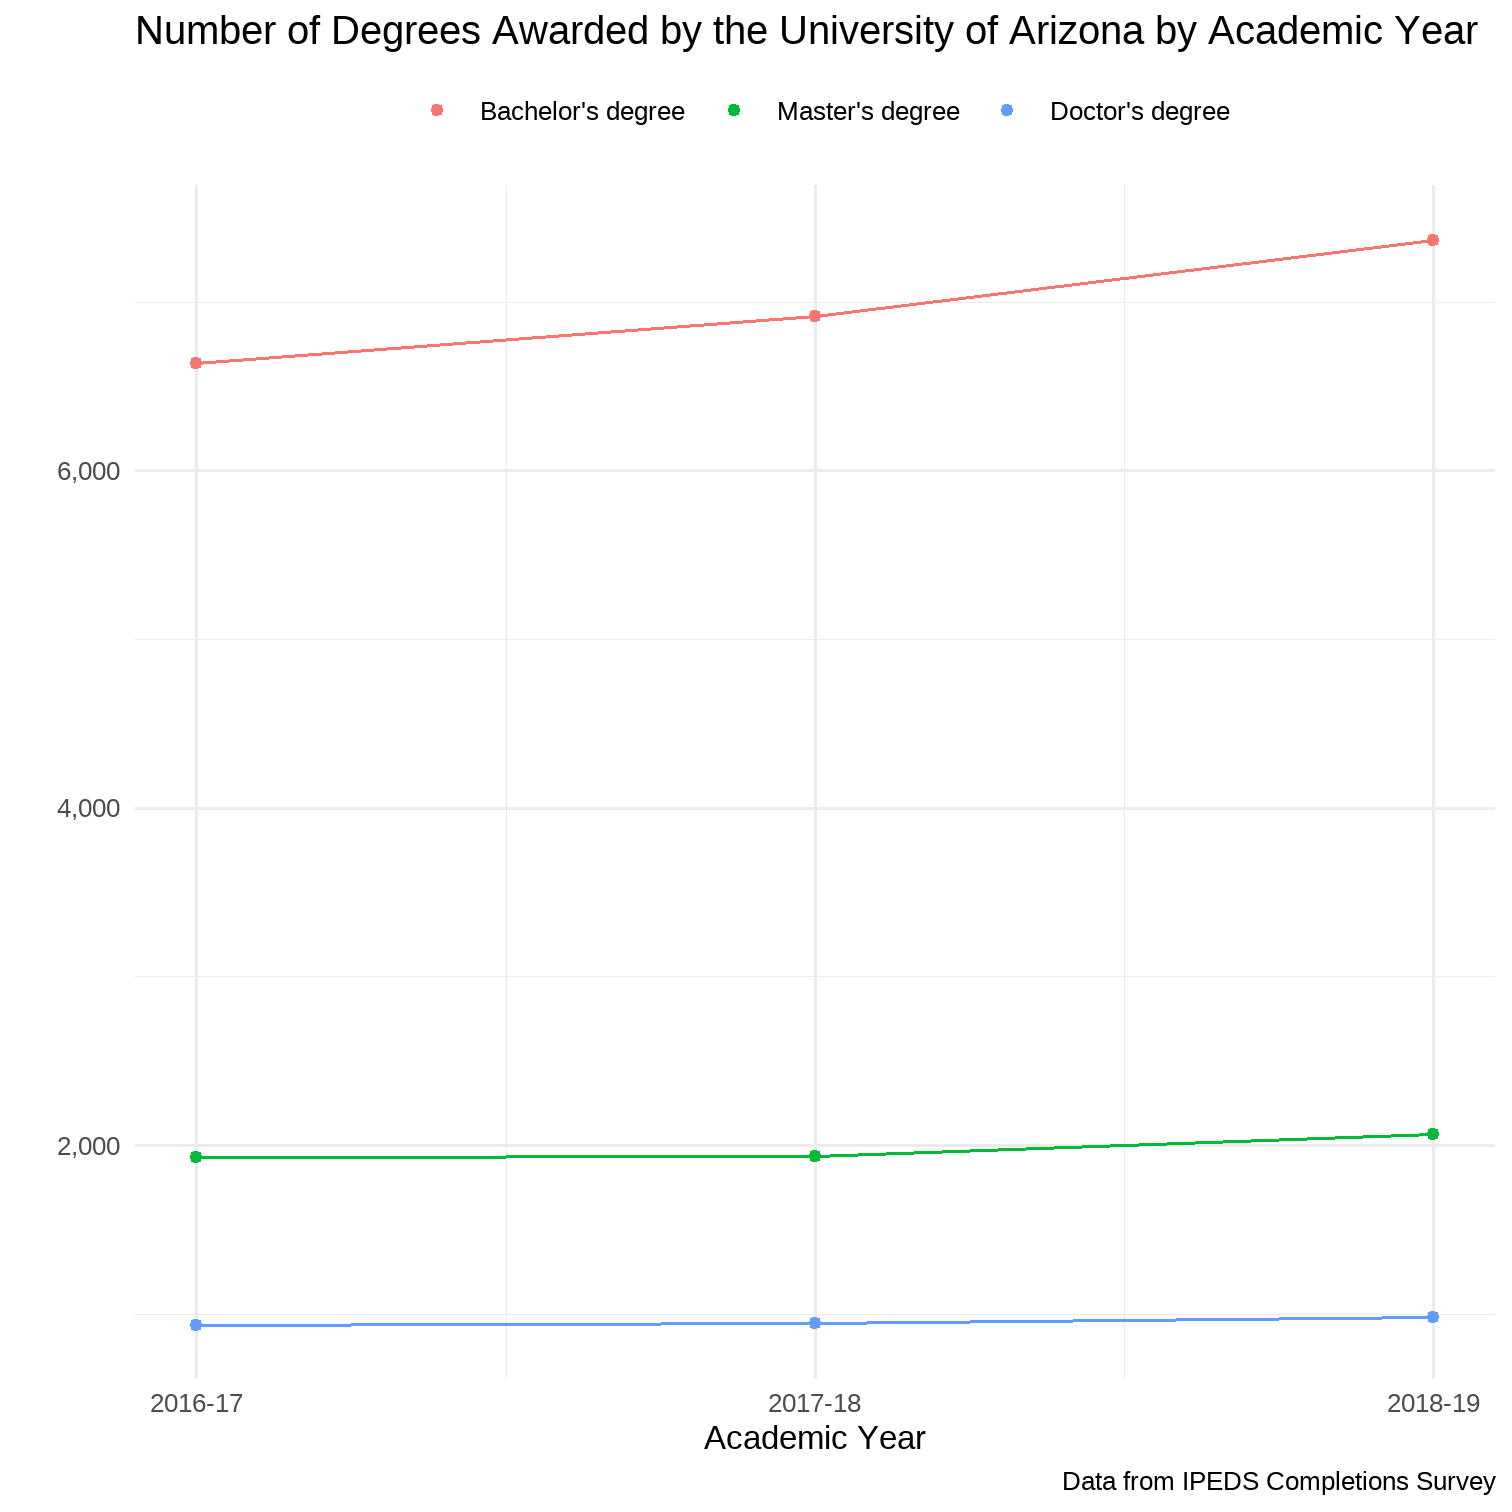 Number of Degrees Awarded by the University of Arizona by Academic Year
Bachelor's degree Master's degree Doctor's degree
6,000
4,000
2,000
2016-17 2017-18 2018-19
Academic Year
Data from IPEDS Completions Survey